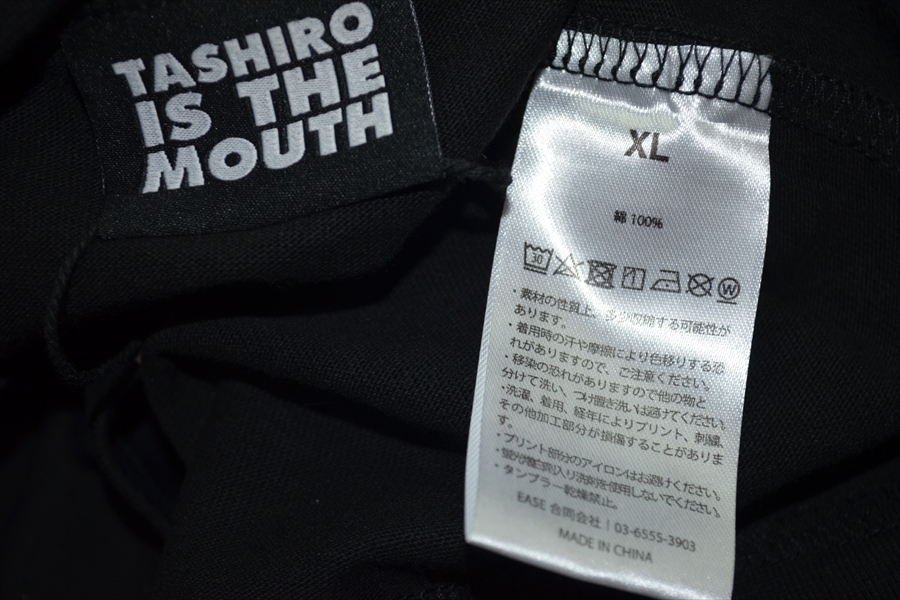 TASHIRO
IS THE
MOUTH
XL
綿 100%
30
W
・素材の性質上、多少収縮する可能性が
あります。
・着用時の汗や摩擦により色移りする恐
れがありますので、ご注意ください。
・移染の恐れがありますので他の物と
分けて洗い、つけ置き洗いは避けてください。
・洗濯、着用、経年によりプリント、刺繍、
その他加工部分が損傷することがありま
す。
・プリント部分のアイロンはお避けください。
・蛍光増白剤入り洗剤を使用しないでください。
・タンブラー乾燥禁止。
EASE 合同会社 | 03-6555-3903
MADE IN CHINA